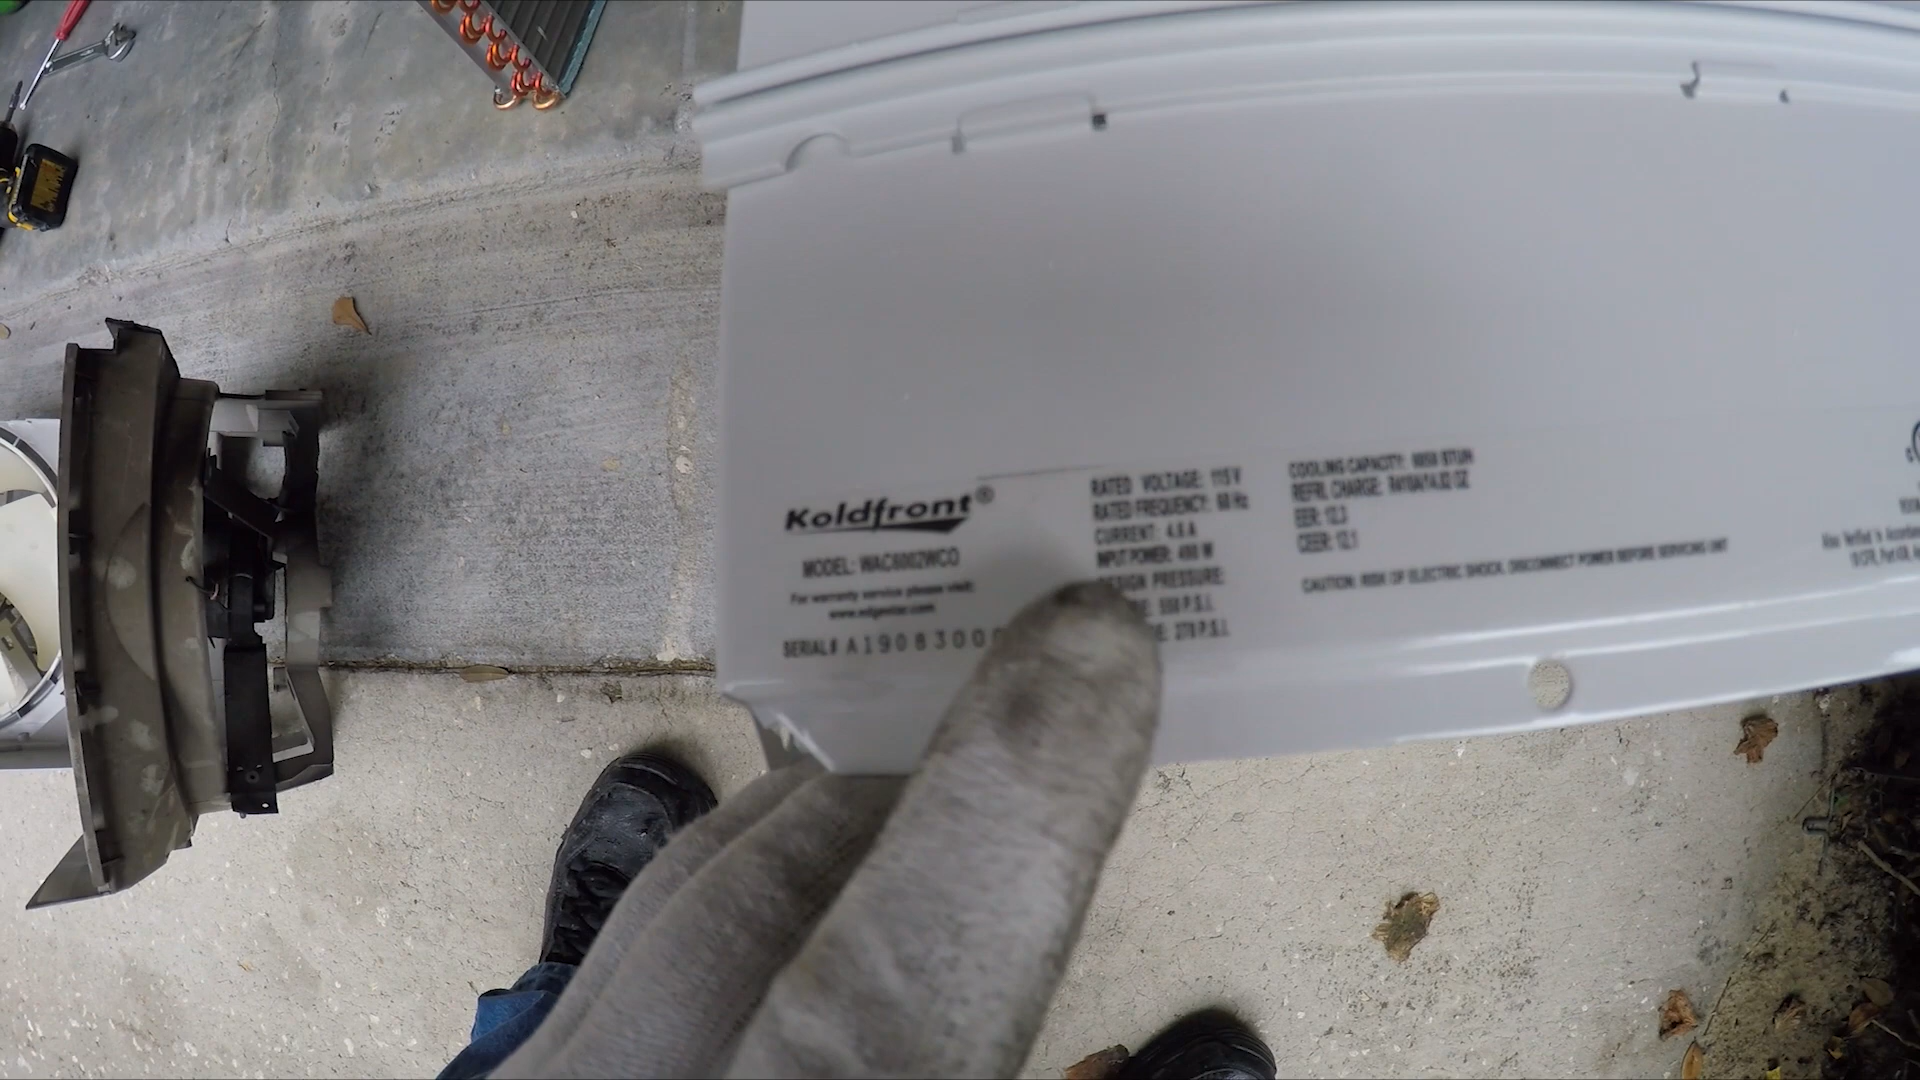 Koldfront®
MODEL: WAC6002WCO
For warranty service please visit:
www.edgestar.com
SERIAL# A1908300
RATED VOLTAGE: 115 V
RATED FREQUENCY: 60 Hz
CURRENT: 4.6 A
INPUT POWER: W
DESIGN PRESSURE:
550 P.S.I.
P.S.I.
COOLING CAPACITY: BTU/H
REFRI. CHARGE: OZ
EER: 12.3
CEER: 12.1
CAUTION: RISK OF ELECTRIC SHOCK, DISCONNECT POWER BEFORE SERVICING UNIT